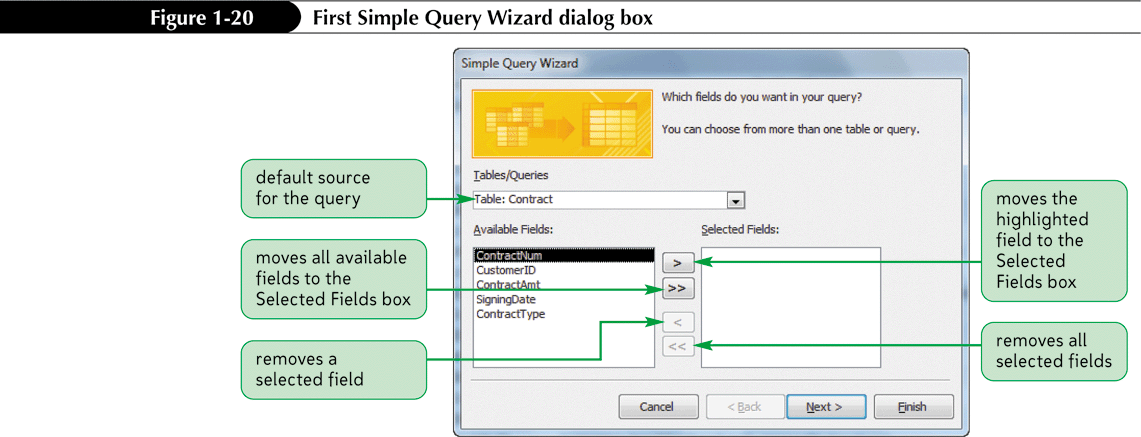 Figure 1-20 First Simple Query Wizard dialog box
Simple Query Wizard
Which fields do you want in your query?
You can choose from more than one table or query.
Tables/Queries
Table: Contract
Available Fields:
Selected Fields:
ContractNum
CustomerID
ContractAmt
SigningDate
ContractType
>
>>
<
<<
Cancel
< Back
Next >
Finish
default source
for the query
moves all available
fields to the
Selected Fields box
removes a
selected field
moves the
highlighted
field to the
Selected
Fields box
removes all
selected fields